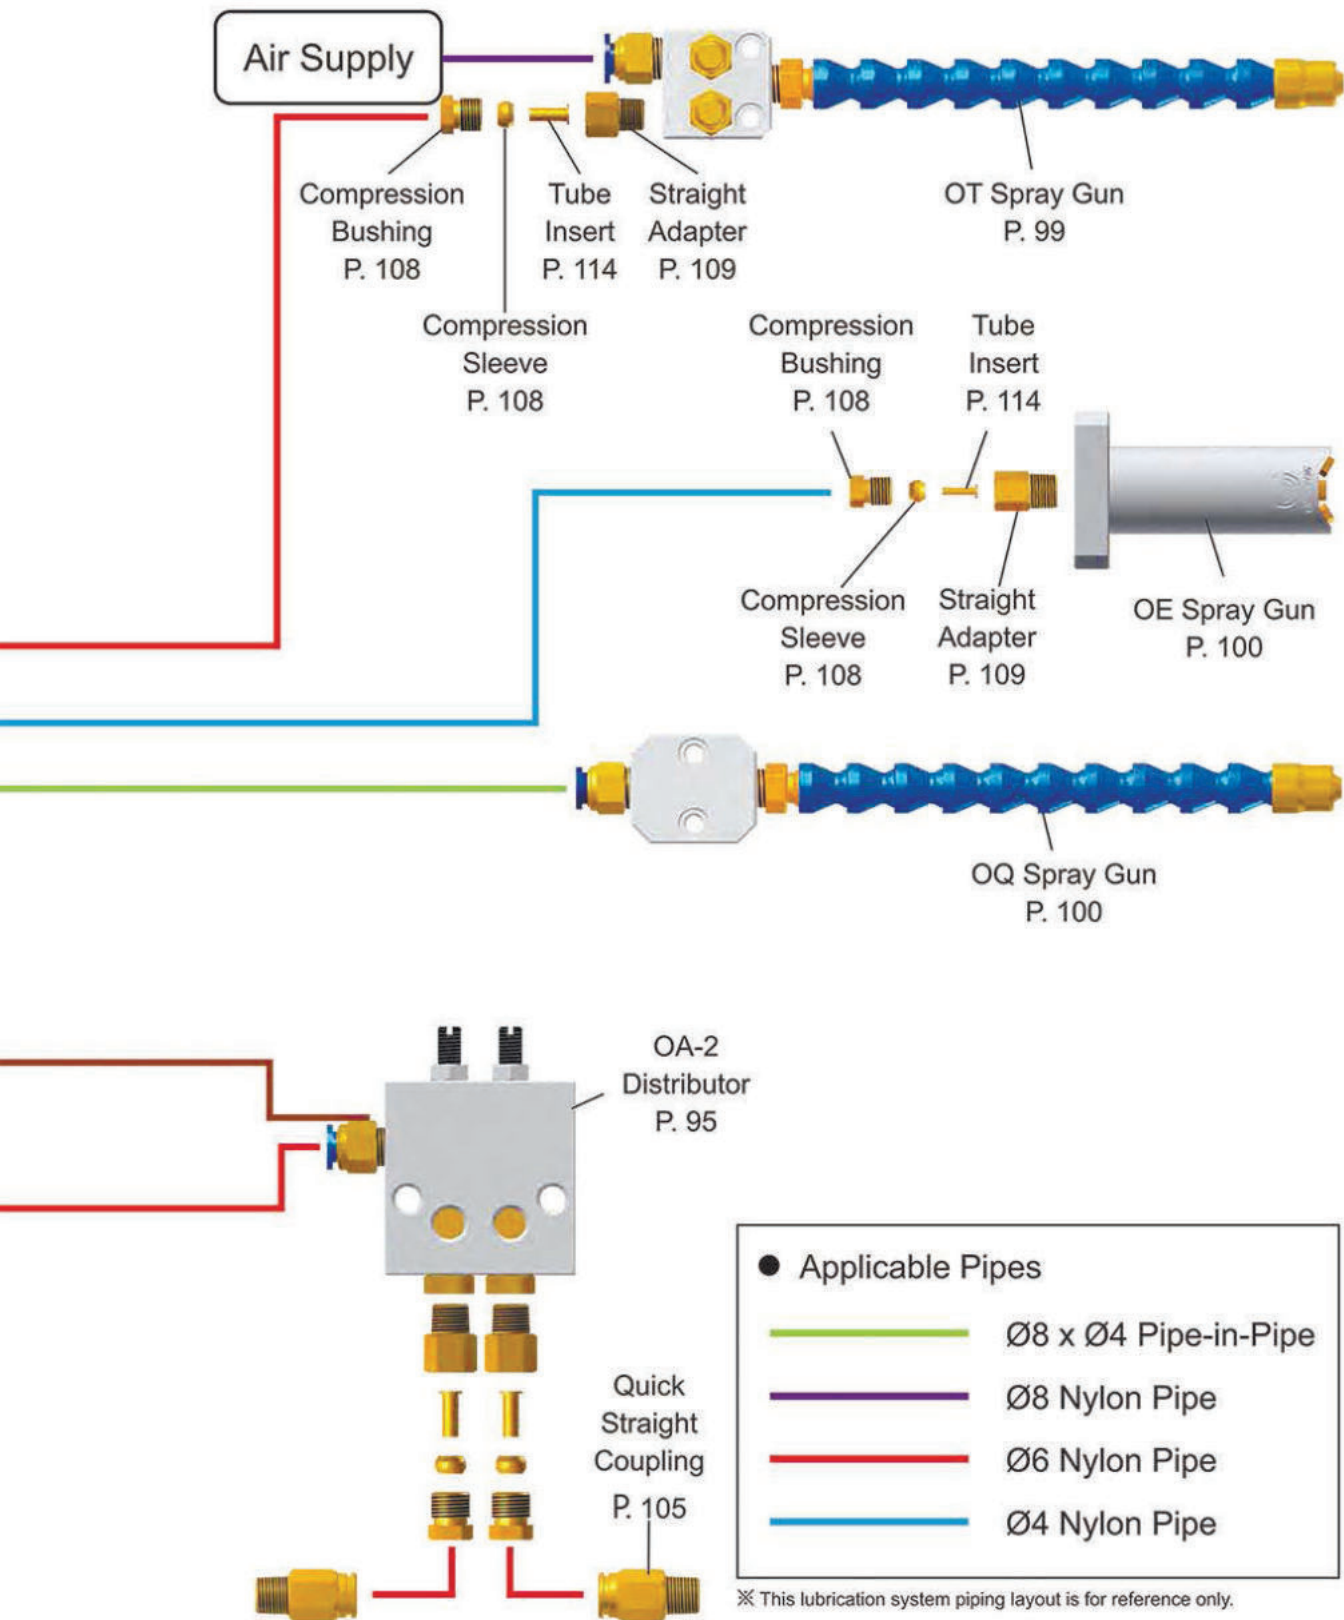 Air Supply
Compression
Bushing
P. 108
Tube
Insert
P. 114
Straight
Adapter
P. 109
OT Spray Gun
P. 99
Compression
Sleeve
P. 108
Compression
Bushing
P. 108
Tube
Insert
P. 114
Compression
Sleeve
P. 108
Straight
Adapter
P. 109
OE Spray Gun
P. 100
OQ Spray Gun
P. 100
OA-2
Distributor
P. 95
Quick
Straight
Coupling
P. 105
● Applicable Pipes
Ø8 x Ø4 Pipe-in-Pipe
Ø8 Nylon Pipe
Ø6 Nylon Pipe
Ø4 Nylon Pipe
※ This lubrication system piping layout is for reference only.